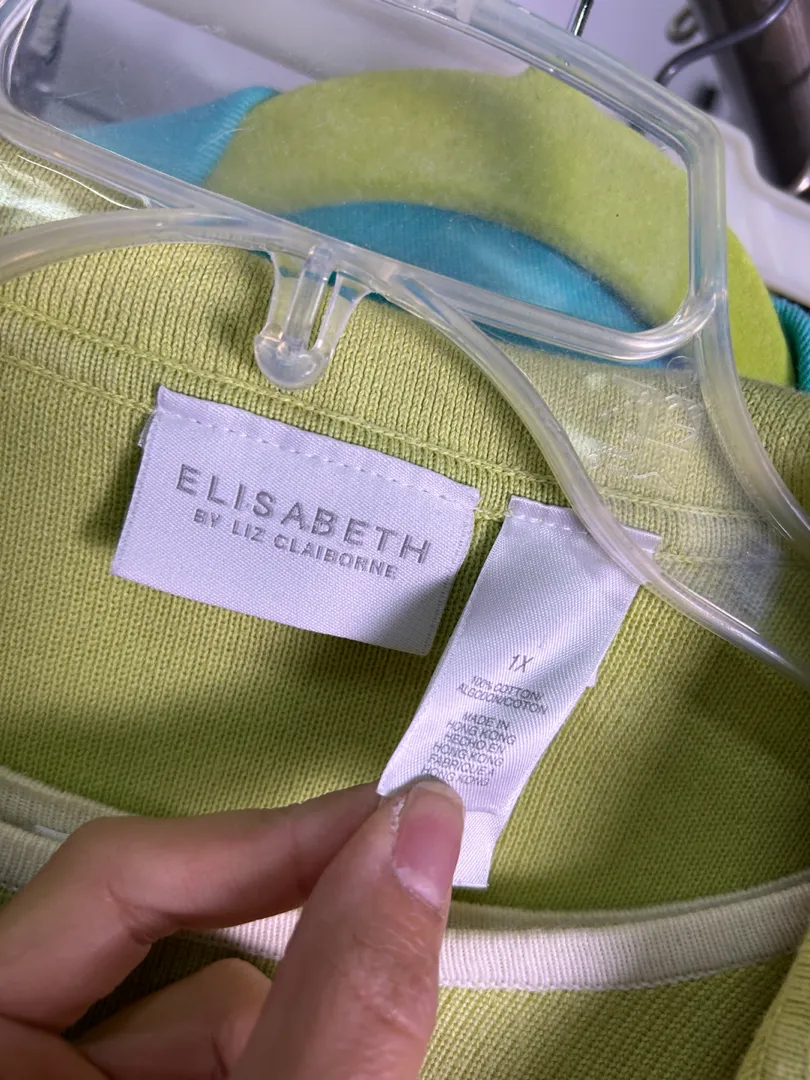 ELISABETH
BY LIZ CLAIBORNE
1X
100% COTTON/
ALGODON/COTON
MADE IN
HONG KONG
HECHO EN
HONG KONG
FABRIQUE A
HONG KONG